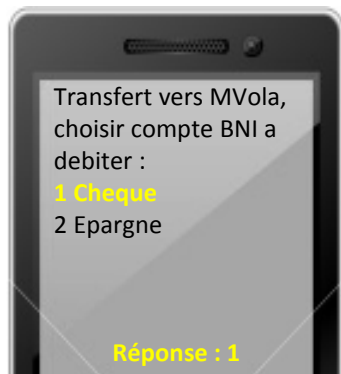 Transfert vers MVola,
choisir compte BNI a
debiter :
1 Cheque
2 Epargne
Réponse : 1